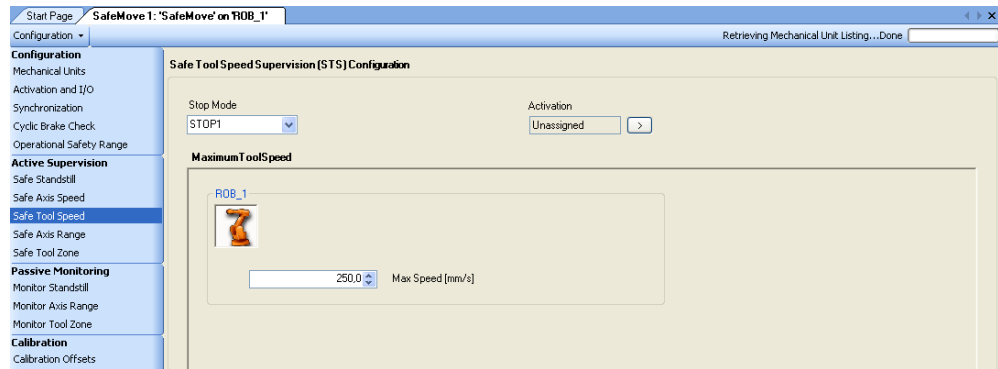 Start Page
SafeMove 1: 'SafeMove' on 'ROB_1'
Configuration
Retrieving Mechanical Unit Listing...Done
Configuration
Mechanical Units
Activation and I/O
Synchronization
Cyclic Brake Check
Operational Safety Range
Active Supervision
Safe Standstill
Safe Axis Speed
Safe Tool Speed
Safe Axis Range
Safe Tool Zone
Passive Monitoring
Monitor Standstill
Monitor Axis Range
Monitor Tool Zone
Calibration
Calibration Offsets
Safe Tool Speed Supervision (STS) Configuration
Stop Mode
STOP1
Activation
Unassigned
>
Maximum Tool Speed
ROB_1
250,0
Max Speed [mm/s]